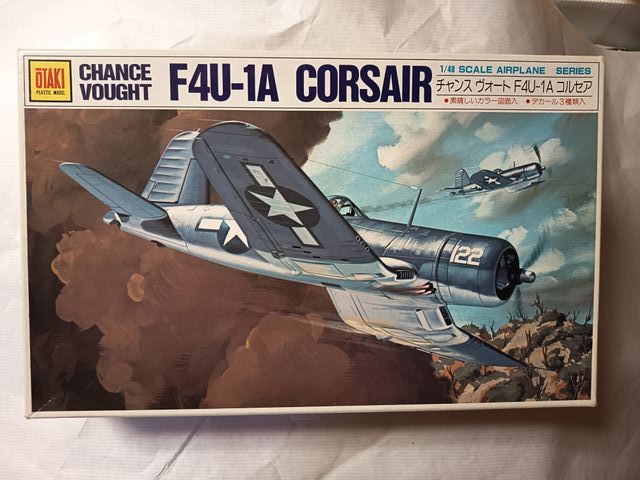 OTAKI
PLASTIC MODEL
CHANCE
VOUGHT
F4U-1A CORSAIR
1/48 SCALE AIRPLANE SERIES
チャンス ヴォート F4U-1A コルセア
●素晴しいカラー図面入 ●デカール3種類入
122